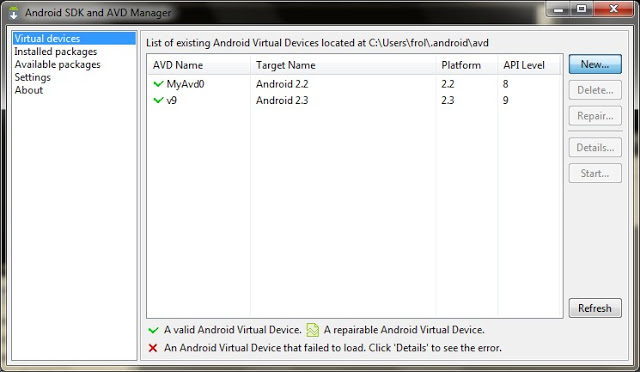 Android SDK and AVD Manager
Virtual devices
Installed packages
Available packages
Settings
About
List of existing Android Virtual Devices located at C:\Users\frol\.android\avd
AVD Name Target Name Platform API Level
MyAvd0 Android 2.2 2.2 8
v9 Android 2.3 2.3 9
New...
Delete...
Repair...
Details...
Start...
Refresh
A valid Android Virtual Device. A repairable Android Virtual Device.
An Android Virtual Device that failed to load. Click 'Details' to see the error.